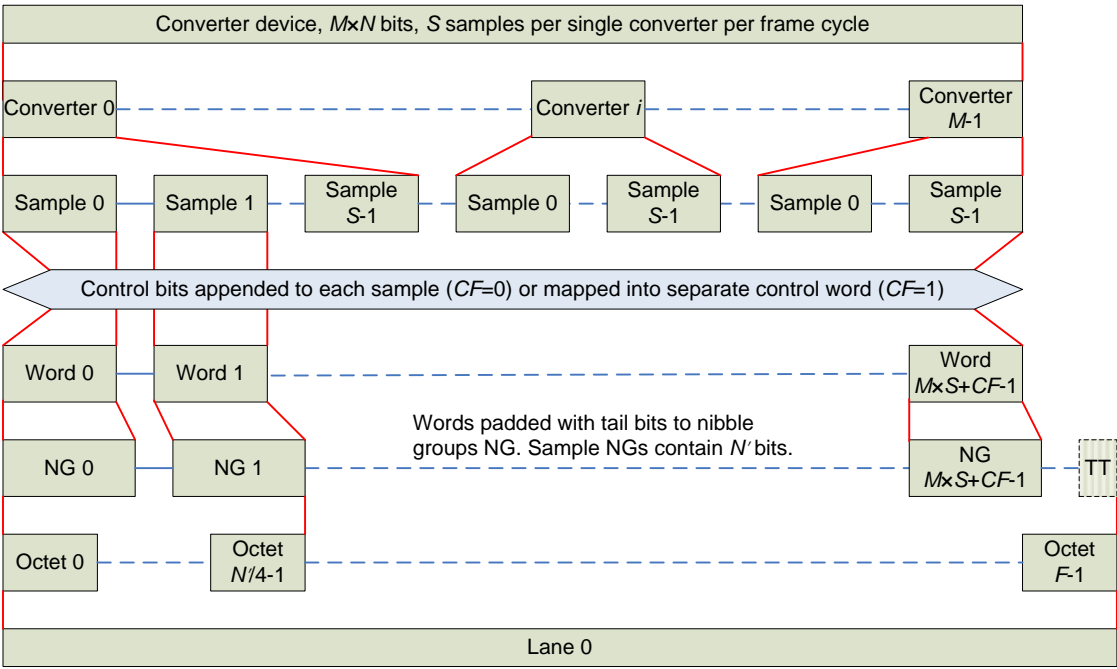 Converter device, M×N bits, S samples per single converter per frame cycle
Converter 0
Converter i
Converter
M-1
Sample 0
Sample 1
Sample
S-1
Sample 0
Sample
S-1
Sample 0
Sample
S-1
Control bits appended to each sample (CF=0) or mapped into separate control word (CF=1)
Word 0
Word 1
Word
M×S+CF-1
Words padded with tail bits to nibble
groups NG. Sample NGs contain N' bits.
NG 0
NG 1
NG
M×S+CF-1
TT
Octet 0
Octet
N'/4-1
Octet
F-1
Lane 0